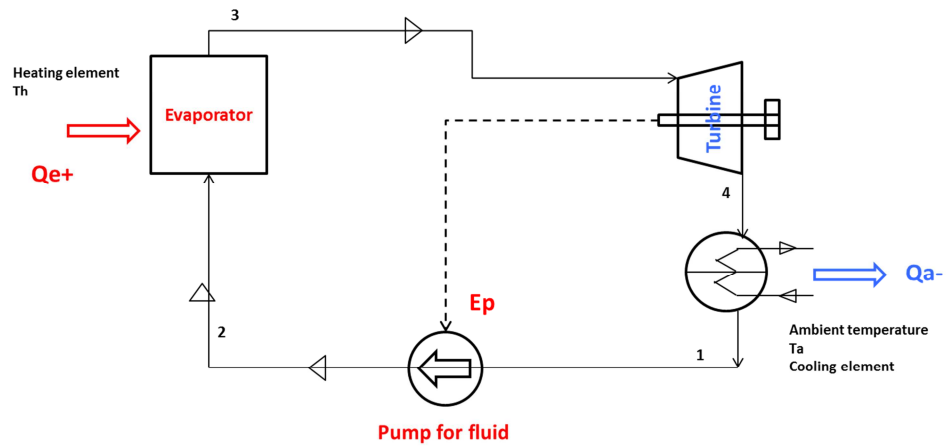 3
Heating element
Th
Evaporator
Qe+
Turbine
4
Qa-
Ep
2
1
Ambient temperature
Ta
Cooling element
Pump for fluid